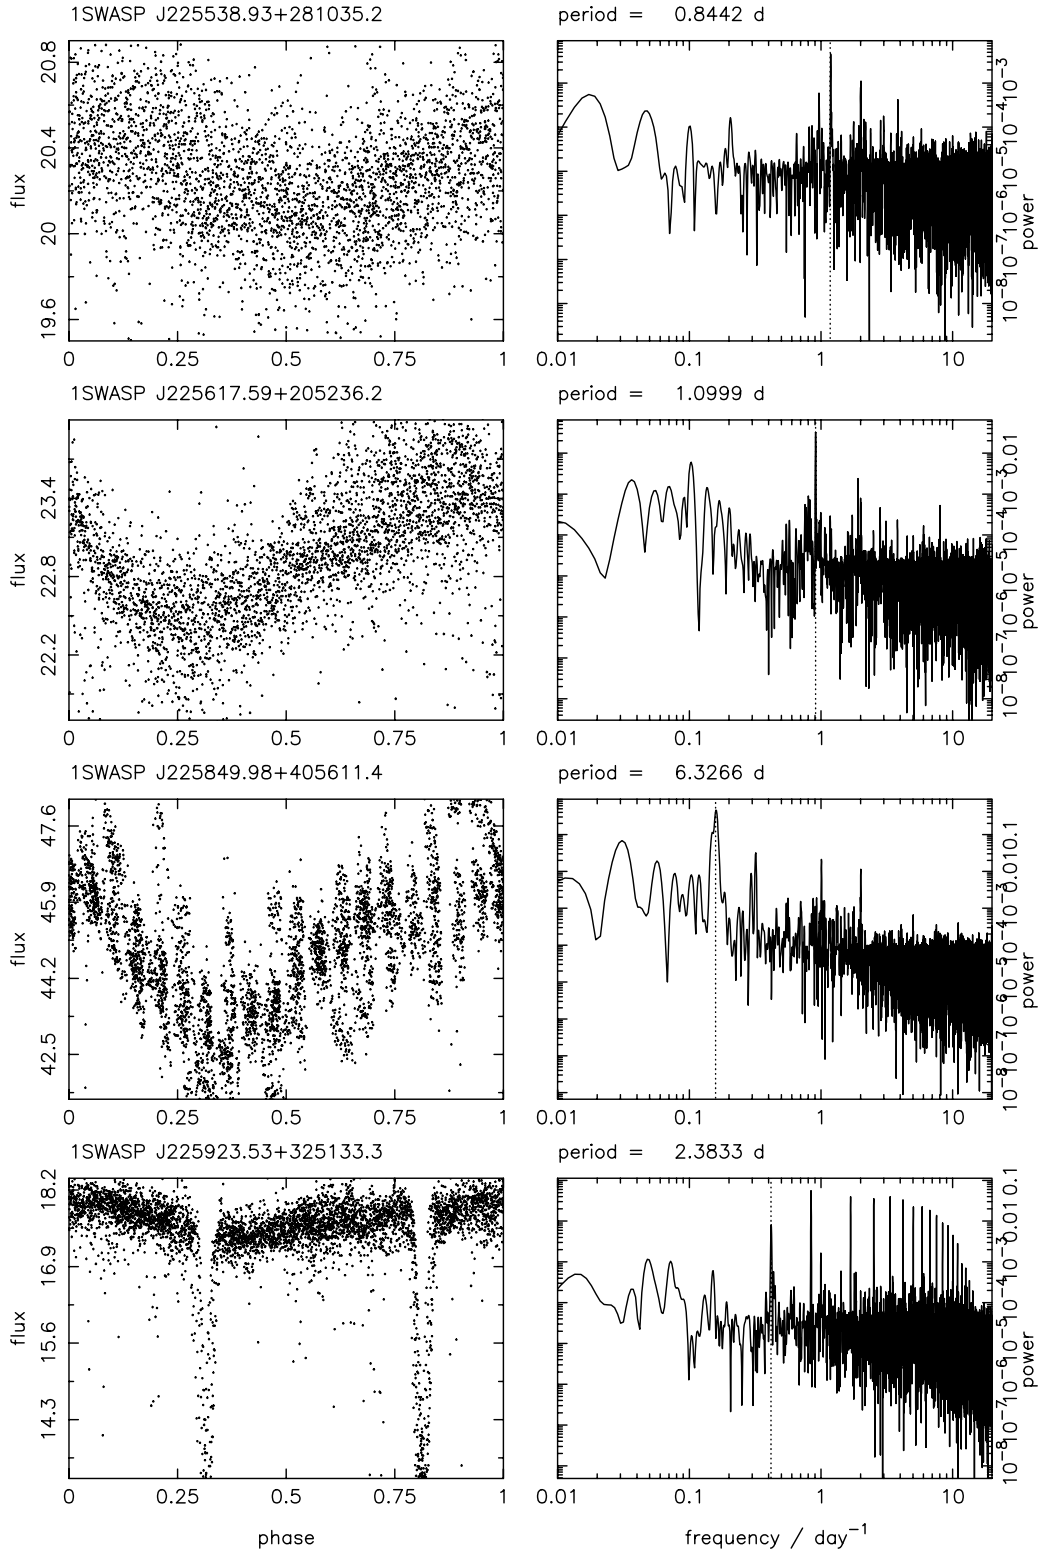 1SWASP J225538.93+281035.2
period = 0.8442 d
flux
20.8
20.4
20
19.6
0 0.25 0.5 0.75 1
10⁻³
10⁻⁴
10⁻⁵
10⁻⁶
10⁻⁷
10⁻⁸
power
0.01 0.1 1 10
1SWASP J225617.59+205236.2
period = 1.0999 d
flux
23.4
22.8
22.2
0 0.25 0.5 0.75 1
0.01
10⁻³
10⁻⁴
10⁻⁵
10⁻⁶
10⁻⁷
10⁻⁸
power
0.01 0.1 1 10
1SWASP J225849.98+405611.4
period = 6.3266 d
flux
47.6
45.9
44.2
42.5
0 0.25 0.5 0.75 1
0.1
0.01
10⁻³
10⁻⁴
10⁻⁵
10⁻⁶
10⁻⁷
10⁻⁸
power
0.01 0.1 1 10
1SWASP J225923.53+325133.3
period = 2.3833 d
flux
18.2
16.9
15.6
14.3
0 0.25 0.5 0.75 1
phase
0.1
0.01
10⁻³
10⁻⁴
10⁻⁵
10⁻⁶
10⁻⁷
10⁻⁸
power
0.01 0.1 1 10
frequency / day⁻¹